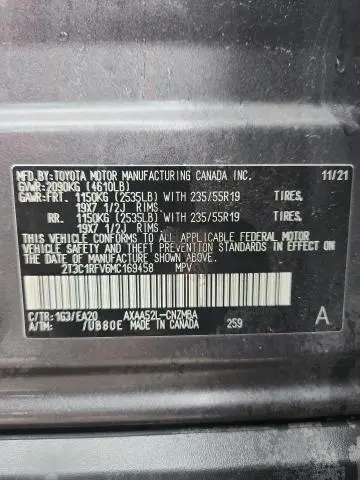 MFD.BY:TOYOTA MOTOR MANUFACTURING CANADA INC. 11/21
GVWR:2090KG (4610LB)
GAWR:FRT. 1150KG (2535LB) WITH 235/55R19 TIRES,
19X7 1/2J RIMS.
RR. 1150KG (2535LB) WITH 235/55R19 TIRES,
19X7 1/2J RIMS.
THIS VEHICLE CONFORMS TO ALL APPLICABLE FEDERAL MOTOR
VEHICLE SAFETY AND THEFT PREVENTION STANDARDS IN EFFECT
ON THE DATE OF MANUFACTURE SHOWN ABOVE.
2T3C1RFV6MC169458 MPV
C/TR:1G3/EA20 AXAA52L-CNZMBA
A/TM: /UB80E MADE IN CANADA 259 A